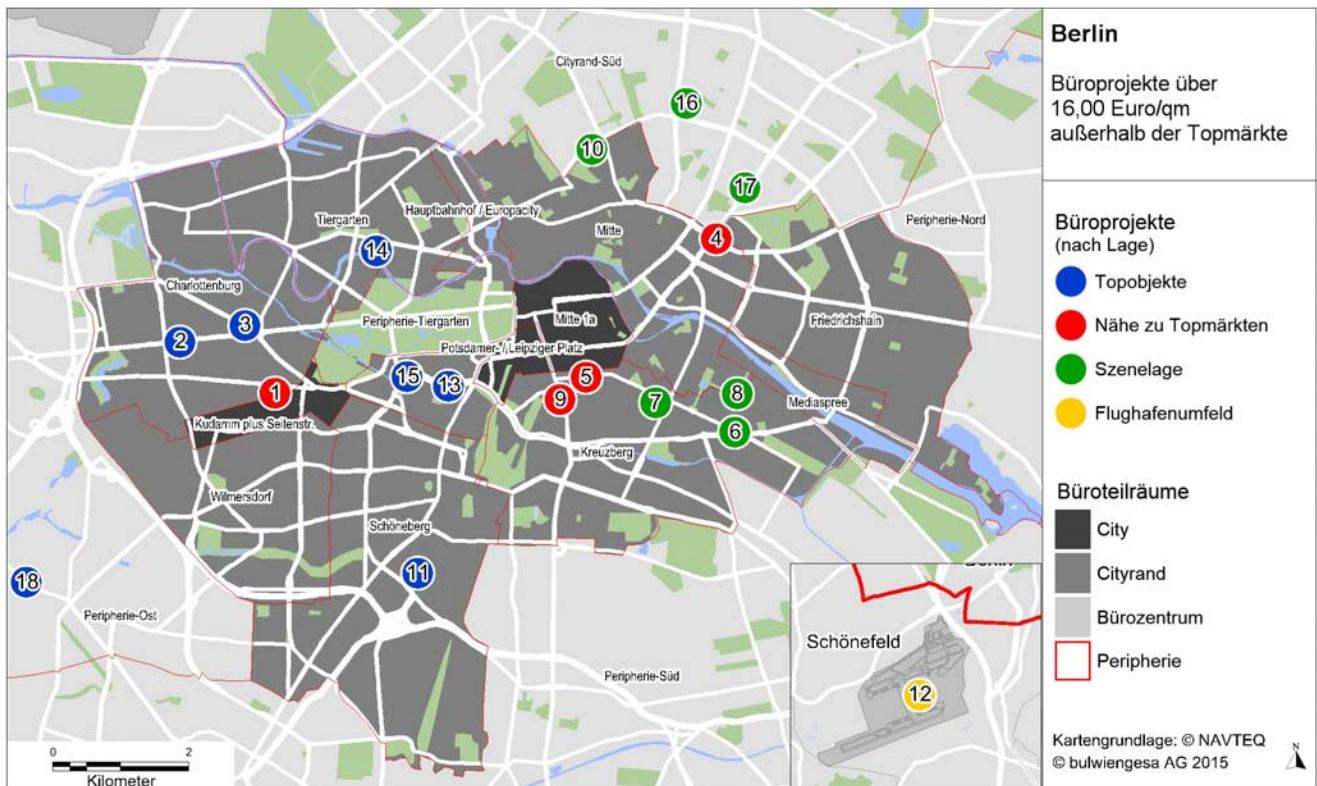 Cityrand-Süd
16
10
17
Hauptbahnhof / Europacity
Tiergarten
Peripherie-Nord
Mitte
4
14
Charlottenburg
3
2
Peripherie-Tiergarten
Mitte 1a
Friedrichshain
Potsdamer- / Leipziger Platz
15
13
5
1
9
7
8
Mediaspree
6
Kudamm plus Seitenstr.
Kreuzberg
Wilmersdorf
Schöneberg
11
18
Peripherie-Ost
Peripherie-Süd
Berlin
Schönefeld
12
0 2
Kilometer
Berlin
Büroprojekte über
16,00 Euro/qm
außerhalb der Topmärkte
Büroprojekte
(nach Lage)
Topobjekte
Nähe zu Topmärkten
Szenelage
Flughafenumfeld
Büroteilräume
City
Cityrand
Bürozentrum
Peripherie
Kartengrundlage: © NAVTEQ
© bulwiengesa AG 2015
N